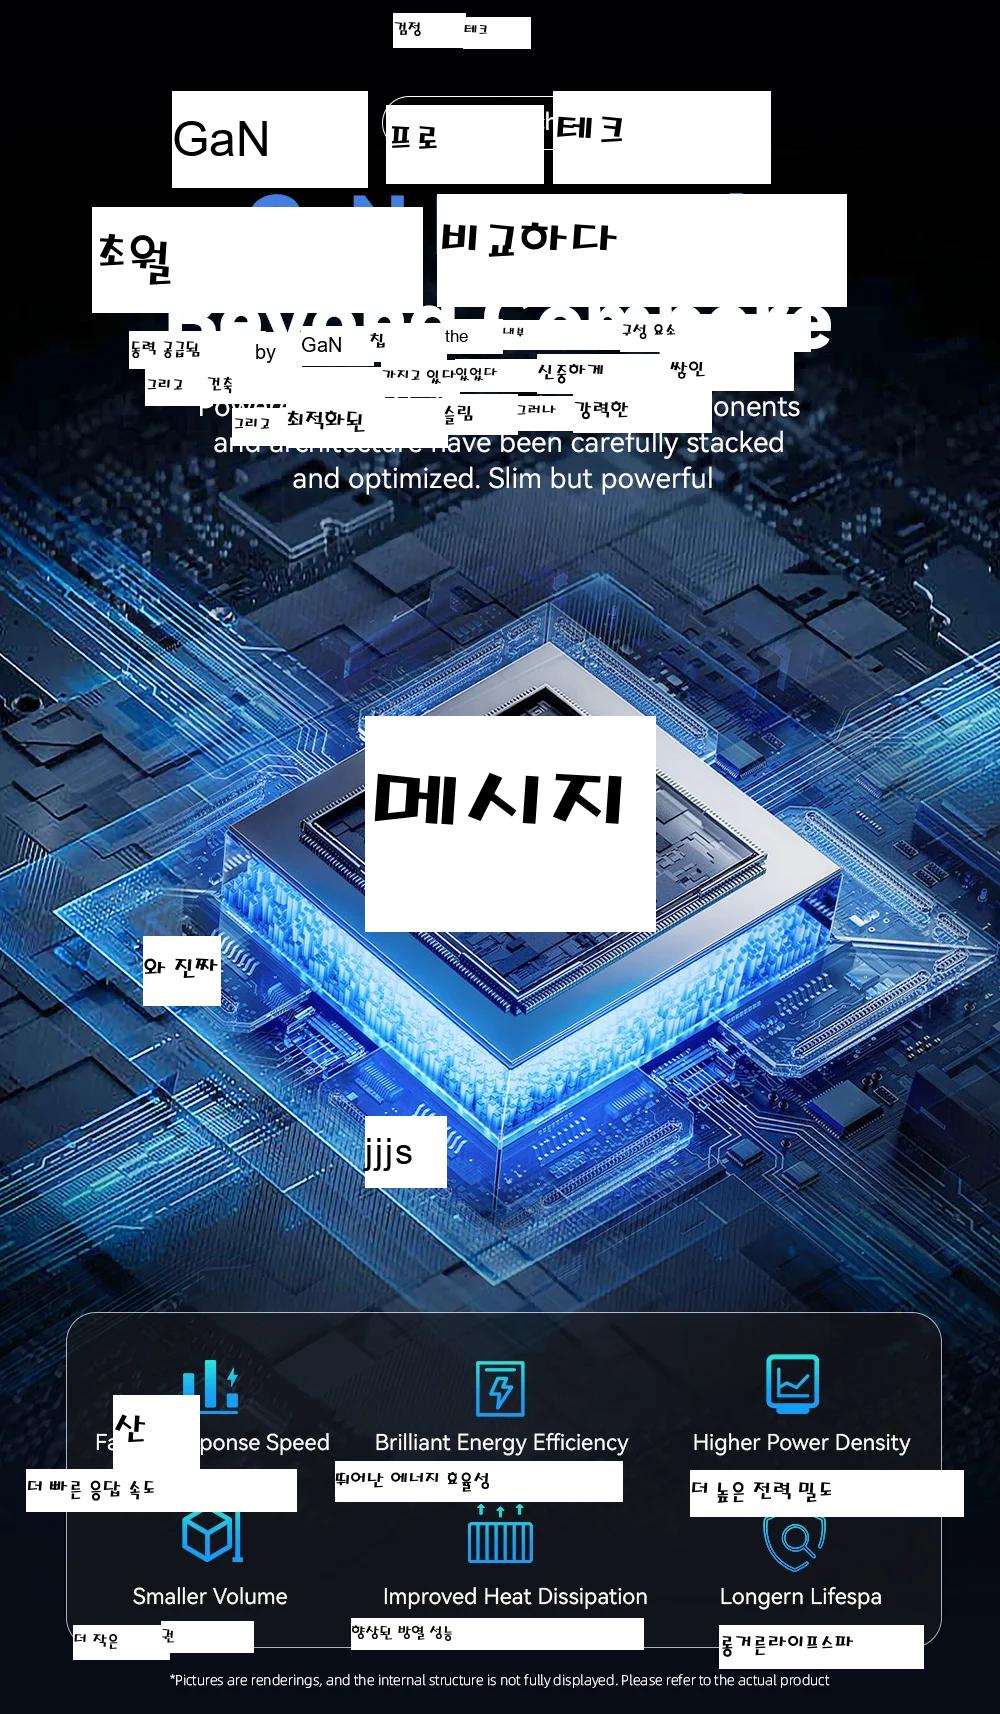 검정 테크
GaN 프로 테크
초월 비교하다
Beyond Compare
동력 공급됨 by GaN 칩 the 내부 구성 요소
그리고 건축 가지고 있다 있었다 신중하게 쌓인
그리고 최적화된 슬림 그러나 강력한
Powered onents
and architecture have been carefully stacked
and optimized. Slim but powerful
메시지
와 진짜
jjjs
산
ponse Speed
Brilliant Energy Efficiency
Higher Power Density
더 빠른 응답 속도
뛰어난 에너지 효율성
더 높은 전력 밀도
Smaller Volume
Improved Heat Dissipation
Longern Lifespa
더 작은 권
향상된 방열 성능
롱거른라이프스파
*Pictures are renderings, and the internal structure is not fully displayed. Please refer to the actual product